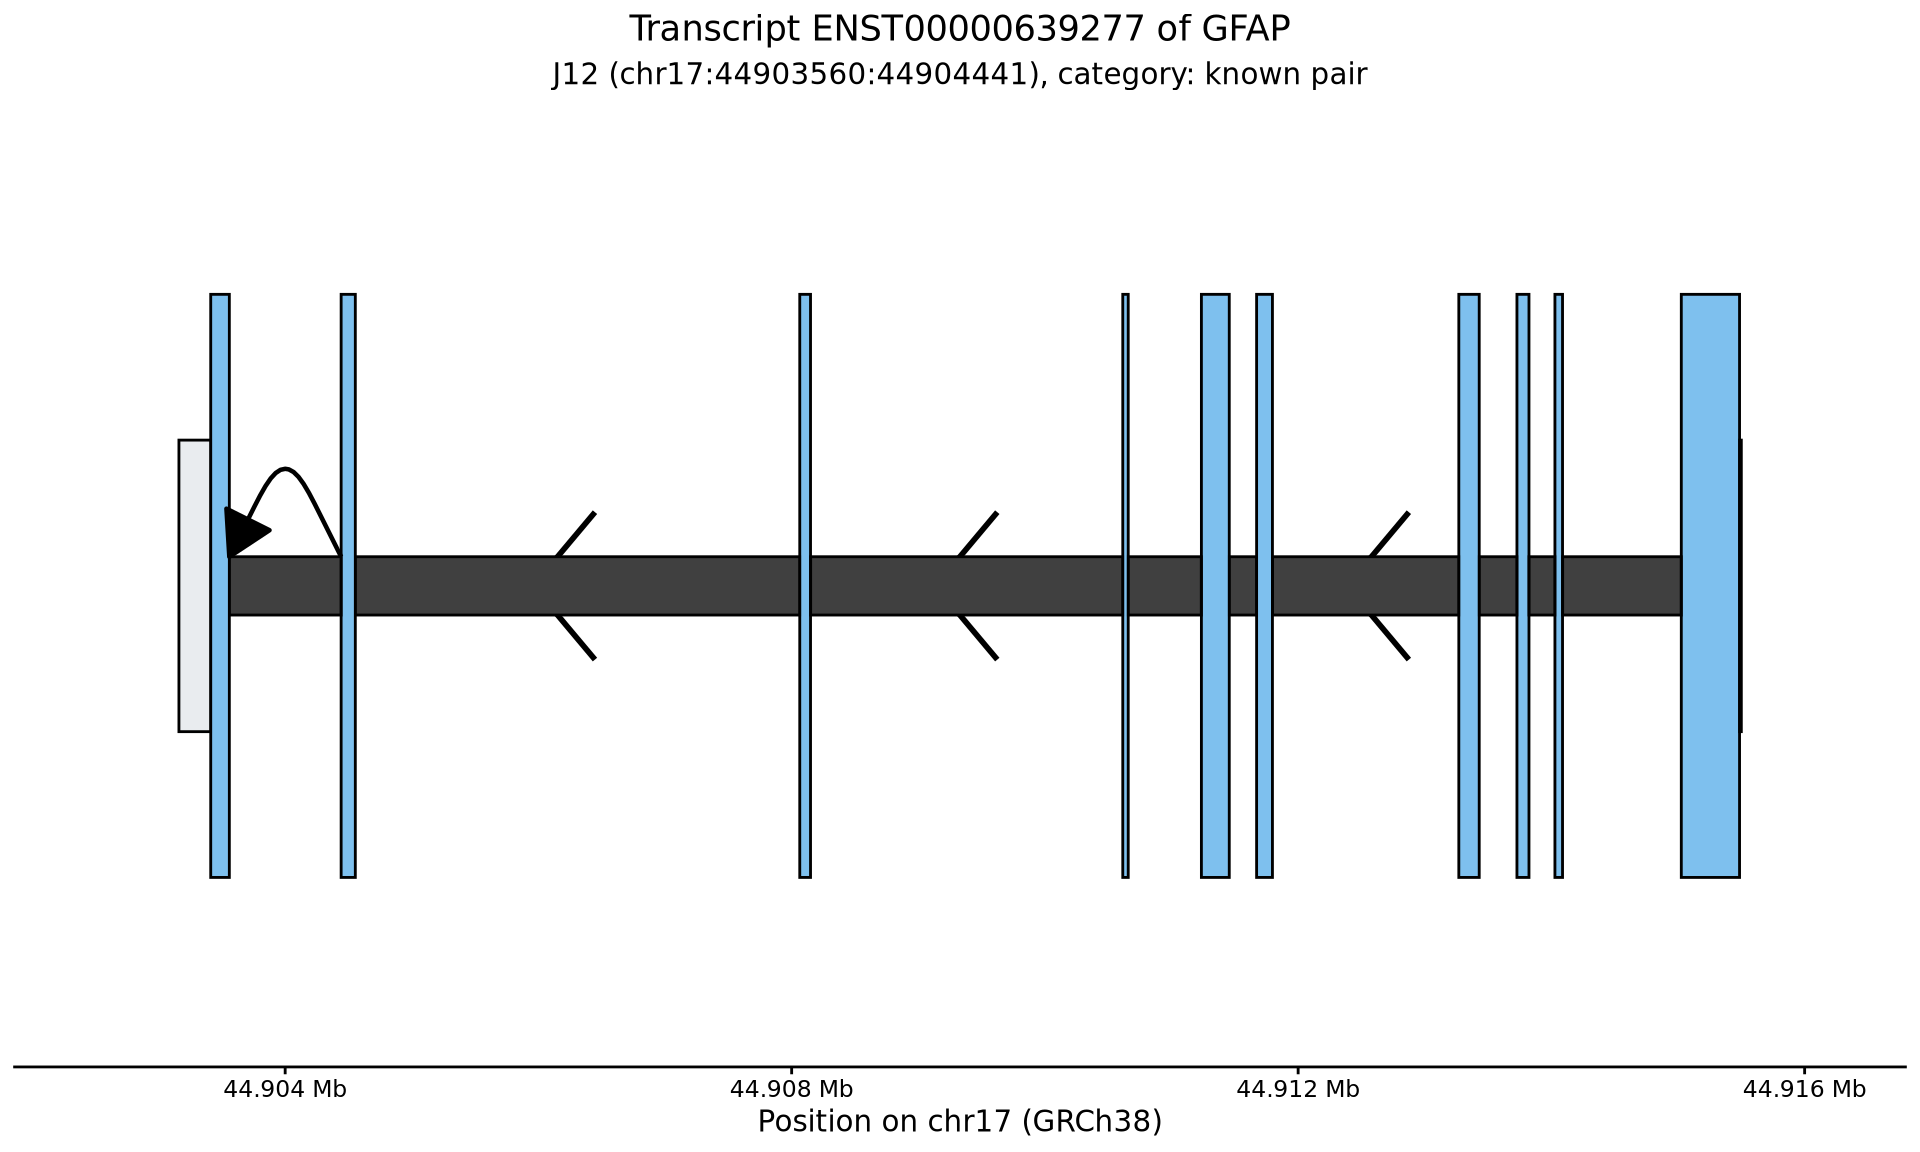 Transcript ENST00000639277 of GFAP
J12 (chr17:44903560:44904441), category: known pair
44.904 Mb
44.908 Mb
44.912 Mb
44.916 Mb
Position on chr17 (GRCh38)